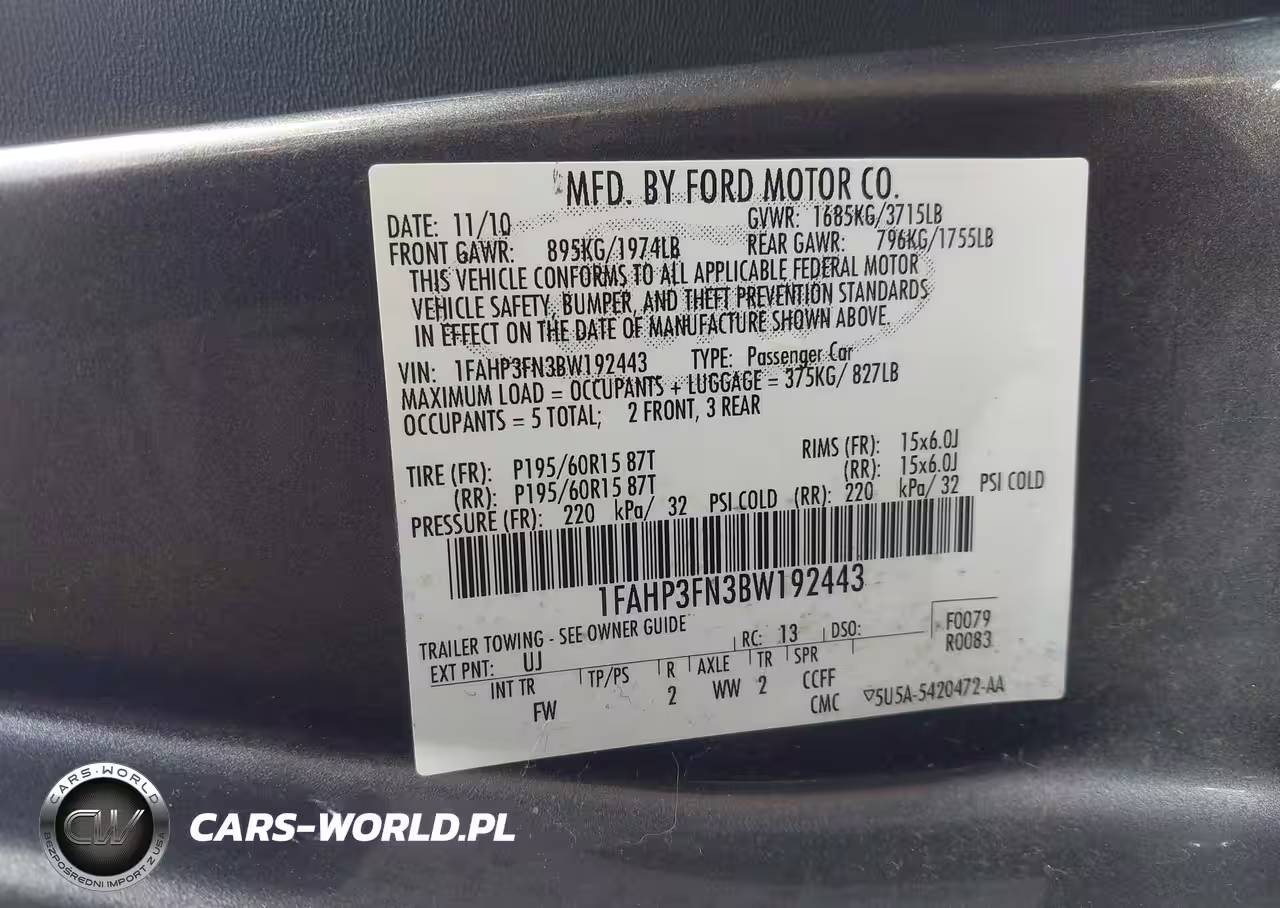 MFD. BY FORD MOTOR CO.
DATE: 11/10 GVWR: 1685KG/3715LB
FRONT GAWR: 895KG/1974LB REAR GAWR: 796KG/1755LB
THIS VEHICLE CONFORMS TO ALL APPLICABLE FEDERAL MOTOR
VEHICLE SAFETY, BUMPER, AND THEFT PREVENTION STANDARDS
IN EFFECT ON THE DATE OF MANUFACTURE SHOWN ABOVE.
VIN: 1FAHP3FN3BW192443 TYPE: Passenger Car
MAXIMUM LOAD = OCCUPANTS + LUGGAGE = 375KG/ 827LB
OCCUPANTS = 5 TOTAL; 2 FRONT, 3 REAR
TIRE (FR): P195/60R15 87T RIMS (FR): 15x6.0J
(RR): P195/60R15 87T (RR): 15x6.0J
PRESSURE (FR): 220 kPa/ 32 PSI COLD (RR): 220 kPa/ 32 PSI COLD
1FAHP3FN3BW192443
TRAILER TOWING - SEE OWNER GUIDE RC: 13 DSO: F0079
R0083
EXT PNT: UJ
INT TR TP/PS R AXLE TR SPR
FW 2 WW 2 CCFF
CMC 5U5A-5420472-AA
CARS-WORLD
CW
BEZPOŚREDNI IMPORT Z USA
CARS-WORLD.PL